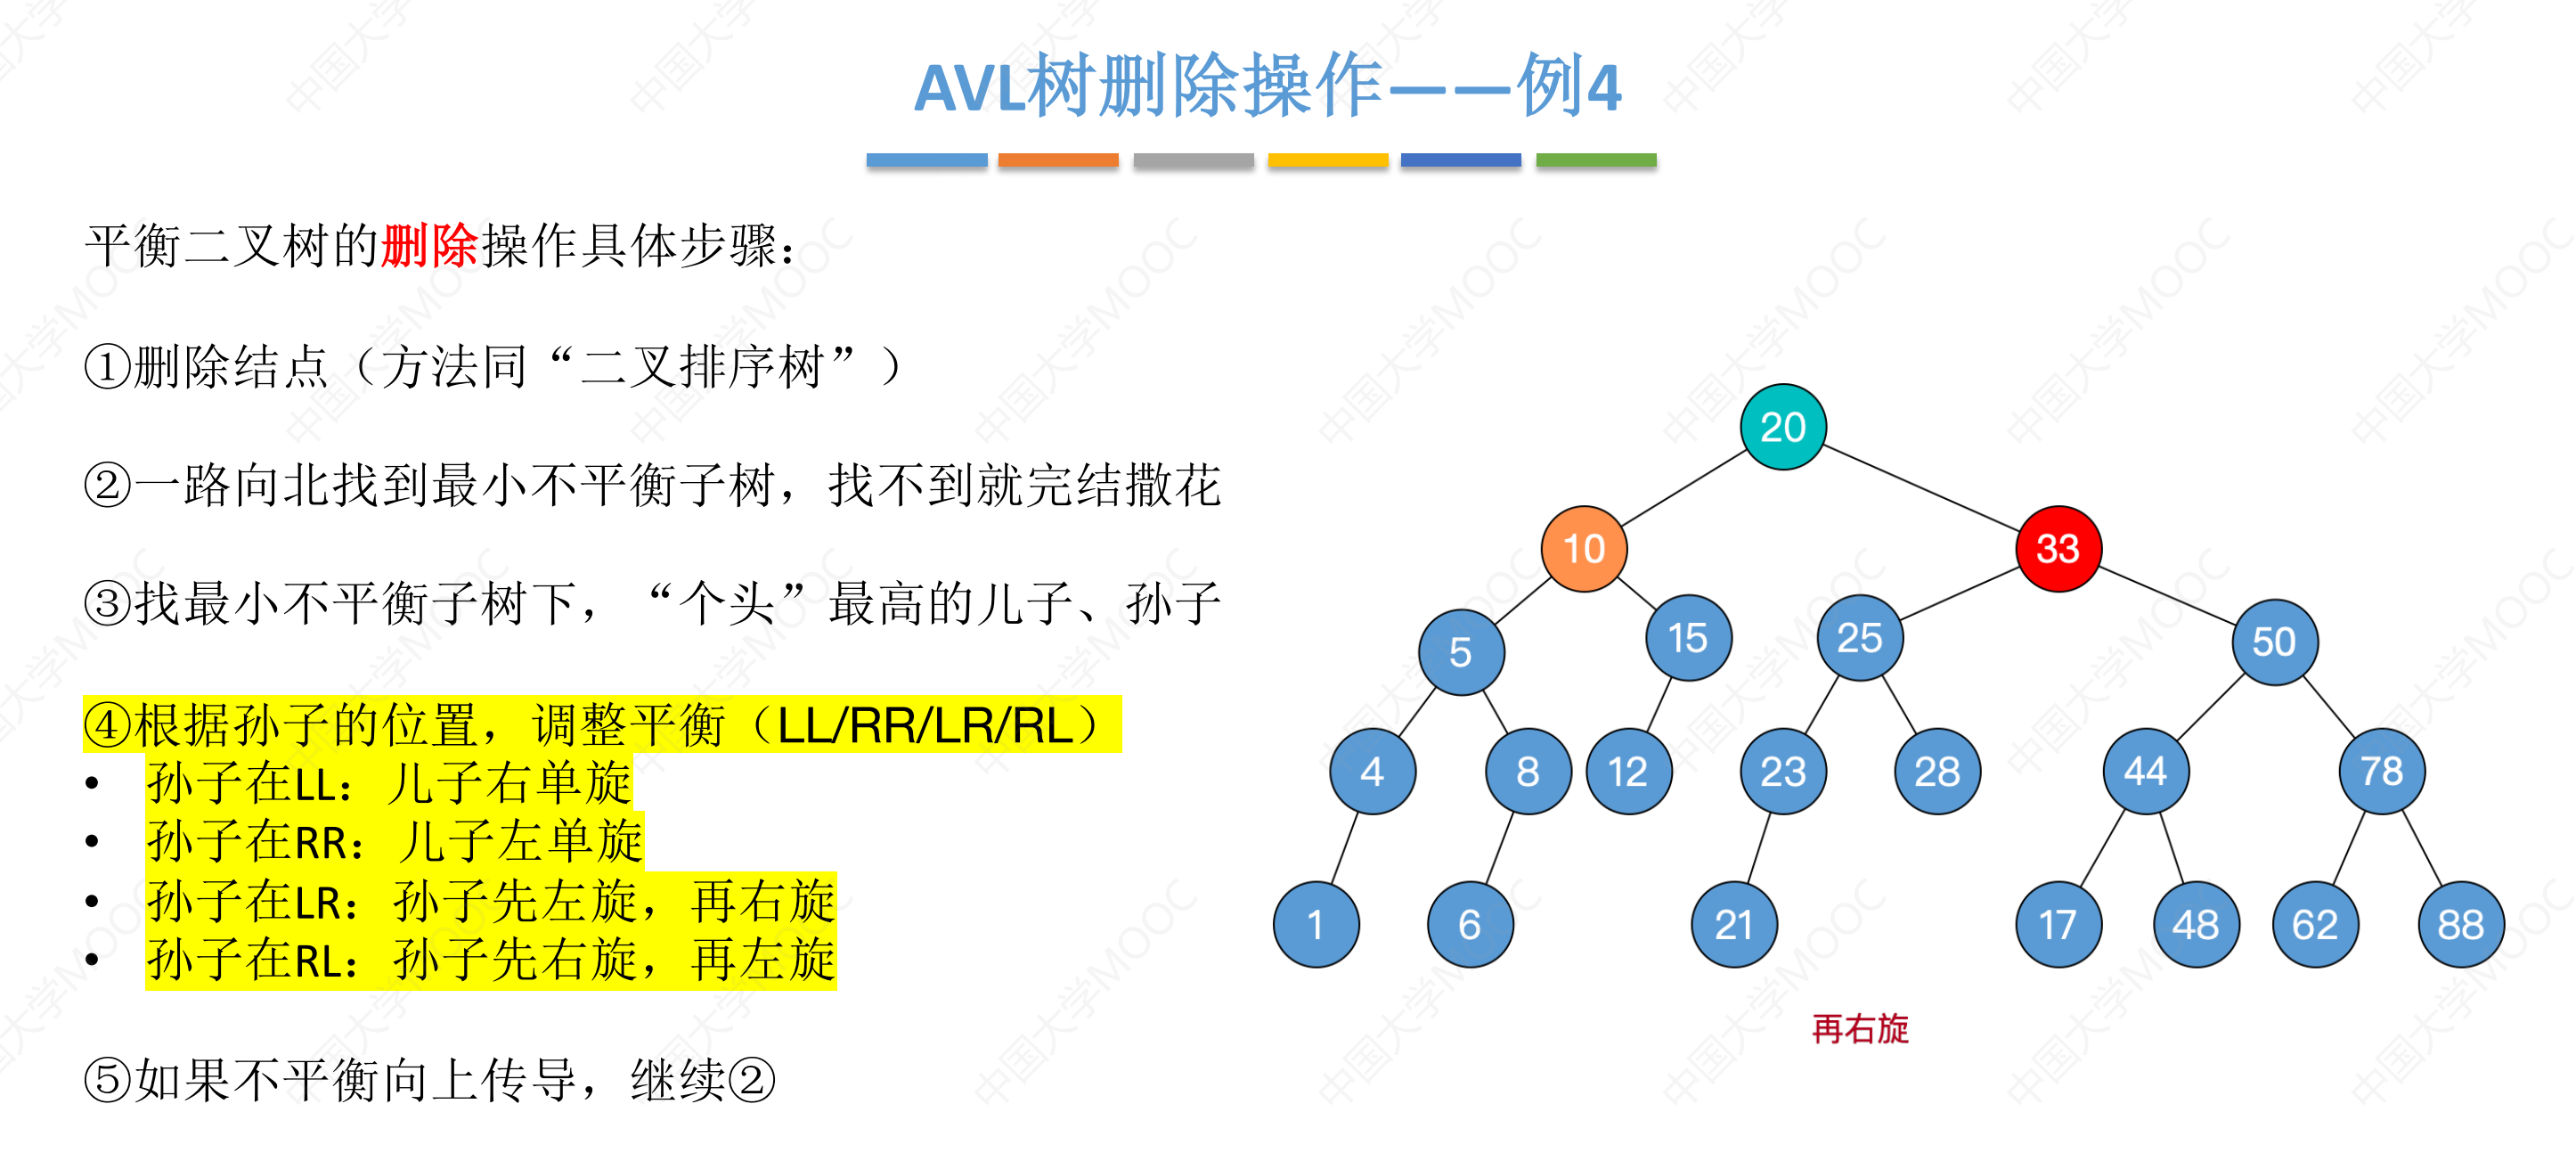 AVL树删除操作——例4
平衡二叉树的删除操作具体步骤：
①删除结点（方法同“二叉排序树”）
②一路向北找到最小不平衡子树，找不到就完结撒花
③找最小不平衡子树下，“个头”最高的儿子、孙子
④根据孙子的位置，调整平衡（LL/RR/LR/RL）
• 孙子在LL：儿子右单旋
• 孙子在RR：儿子左单旋
• 孙子在LR：孙子先左旋，再右旋
• 孙子在RL：孙子先右旋，再左旋
⑤如果不平衡向上传导，继续②
20
10 33
5 15 25 50
4 8 12 23 28 44 78
1 6 21 17 48 62 88
再右旋
中国大学MOOC